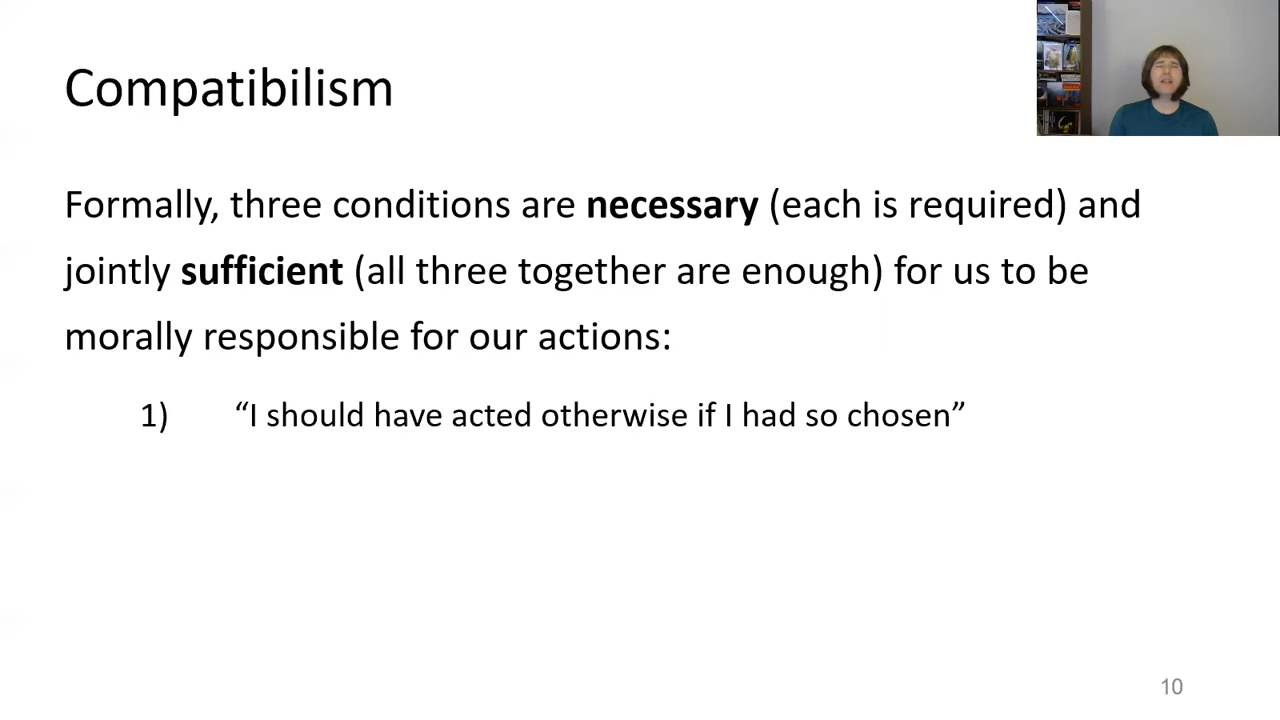 Compatibilism
Formally, three conditions are necessary (each is required) and
jointly sufficient (all three together are enough) for us to be
morally responsible for our actions:
1) “I should have acted otherwise if I had so chosen”
10